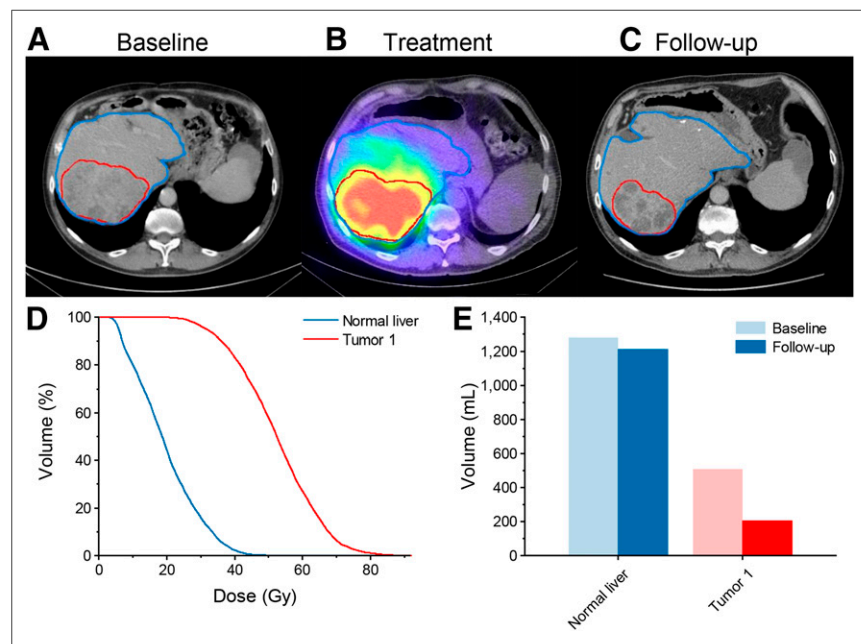 A Baseline
B Treatment
C Follow-up
D
Normal liver
Tumor 1
100
80
60
40
20
0
Volume (%)
0 20 40 60 80
Dose (Gy)
E
Baseline
Follow-up
1,400
1,200
1,000
800
600
400
200
0
Volume (mL)
Normal liver
Tumor 1